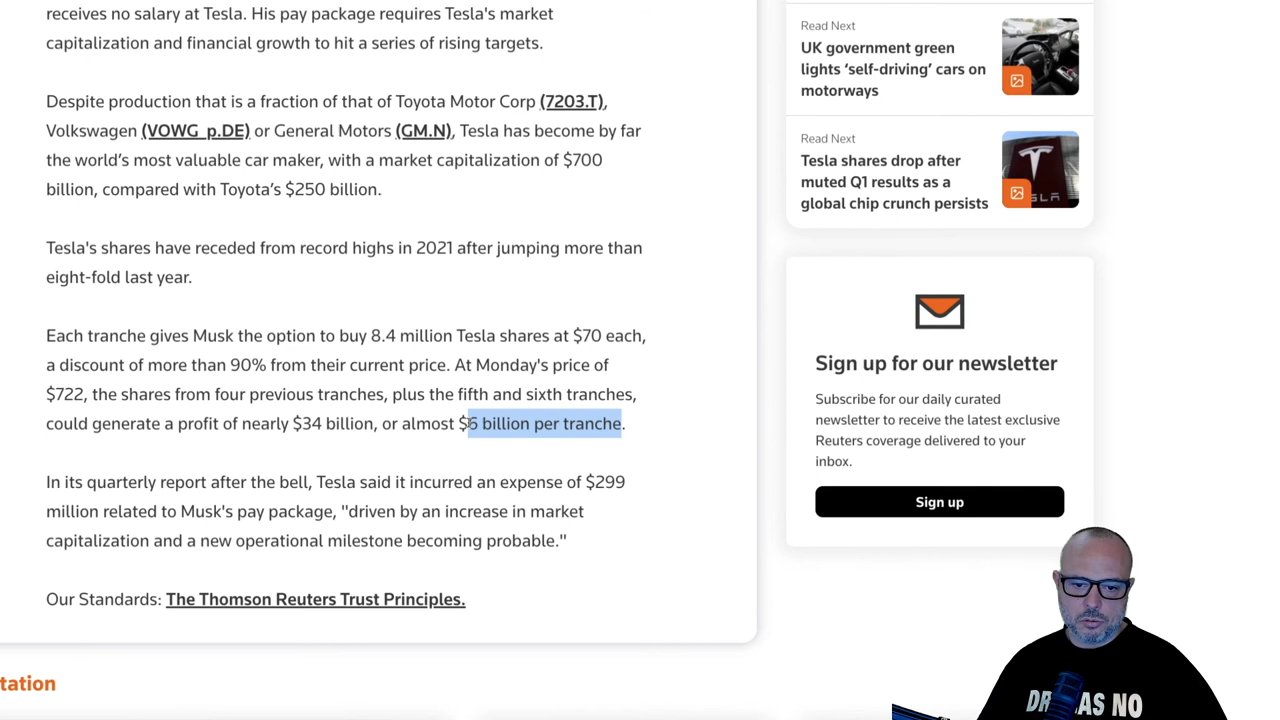 receives no salary at Tesla. His pay package requires Tesla's market
capitalization and financial growth to hit a series of rising targets.
Despite production that is a fraction of that of Toyota Motor Corp (7203.T),
Volkswagen (VOWG_p.DE) or General Motors (GM.N), Tesla has become by far
the world’s most valuable car maker, with a market capitalization of $700
billion, compared with Toyota’s $250 billion.
Tesla's shares have receded from record highs in 2021 after jumping more than
eight-fold last year.
Each tranche gives Musk the option to buy 8.4 million Tesla shares at $70 each,
a discount of more than 90% from their current price. At Monday's price of
$722, the shares from four previous tranches, plus the fifth and sixth tranches,
could generate a profit of nearly $34 billion, or almost $6 billion per tranche.
In its quarterly report after the bell, Tesla said it incurred an expense of $299
million related to Musk's pay package, "driven by an increase in market
capitalization and a new operational milestone becoming probable."
Our Standards: The Thomson Reuters Trust Principles.
tation
Read Next
UK government green
lights ‘self-driving’ cars on
motorways
Read Next
Tesla shares drop after
muted Q1 results as a
global chip crunch persists
Sign up for our newsletter
Subscribe for our daily curated
newsletter to receive the latest exclusive
Reuters coverage delivered to your
inbox.
Sign up
NO